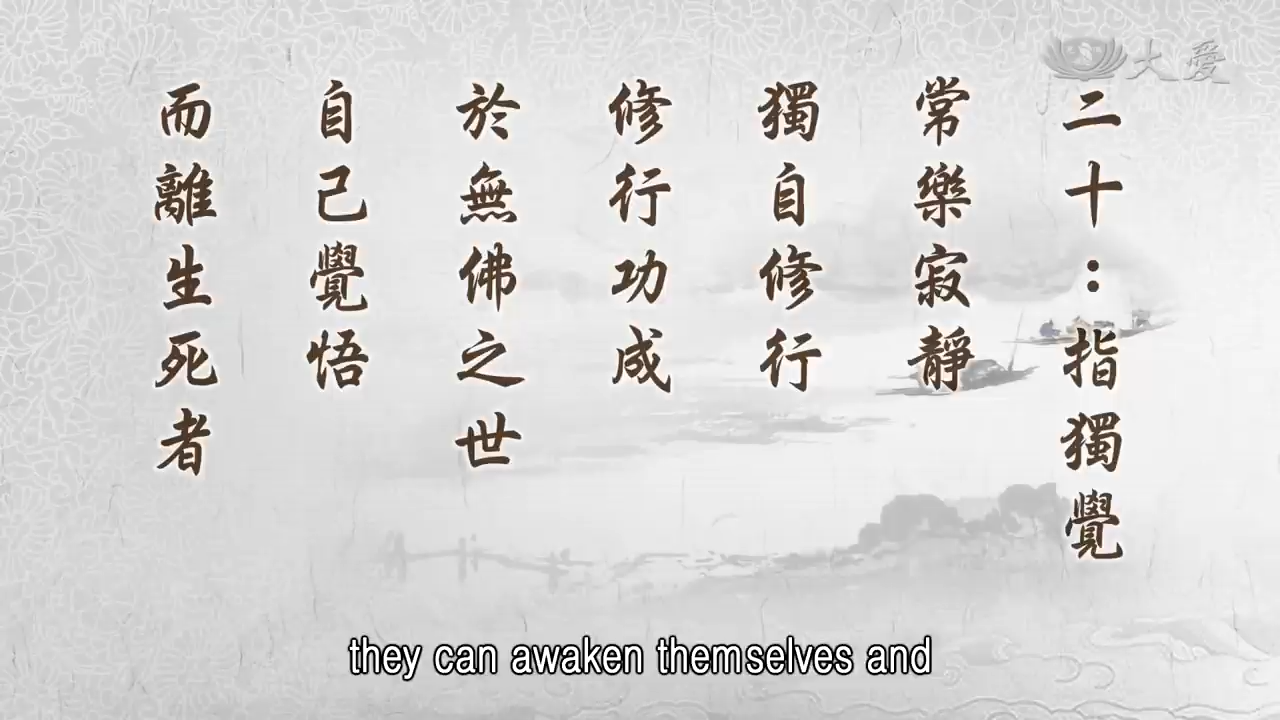 大愛
二十：指獨覺
常樂寂靜
獨自修行
修行功成
於無佛之世
自己覺悟
而離生死者
they can awaken themselves and